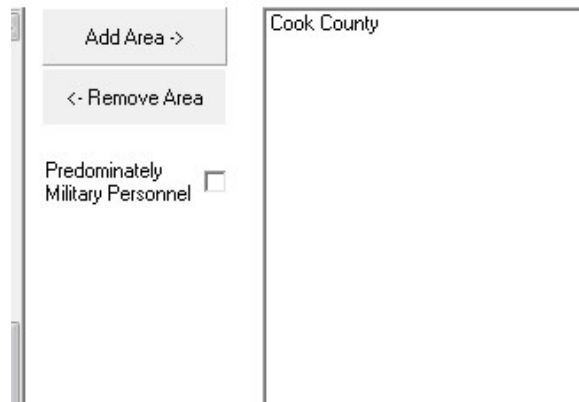 Add Area ->
<- Remove Area
Predominately
Military Personnel
Cook County